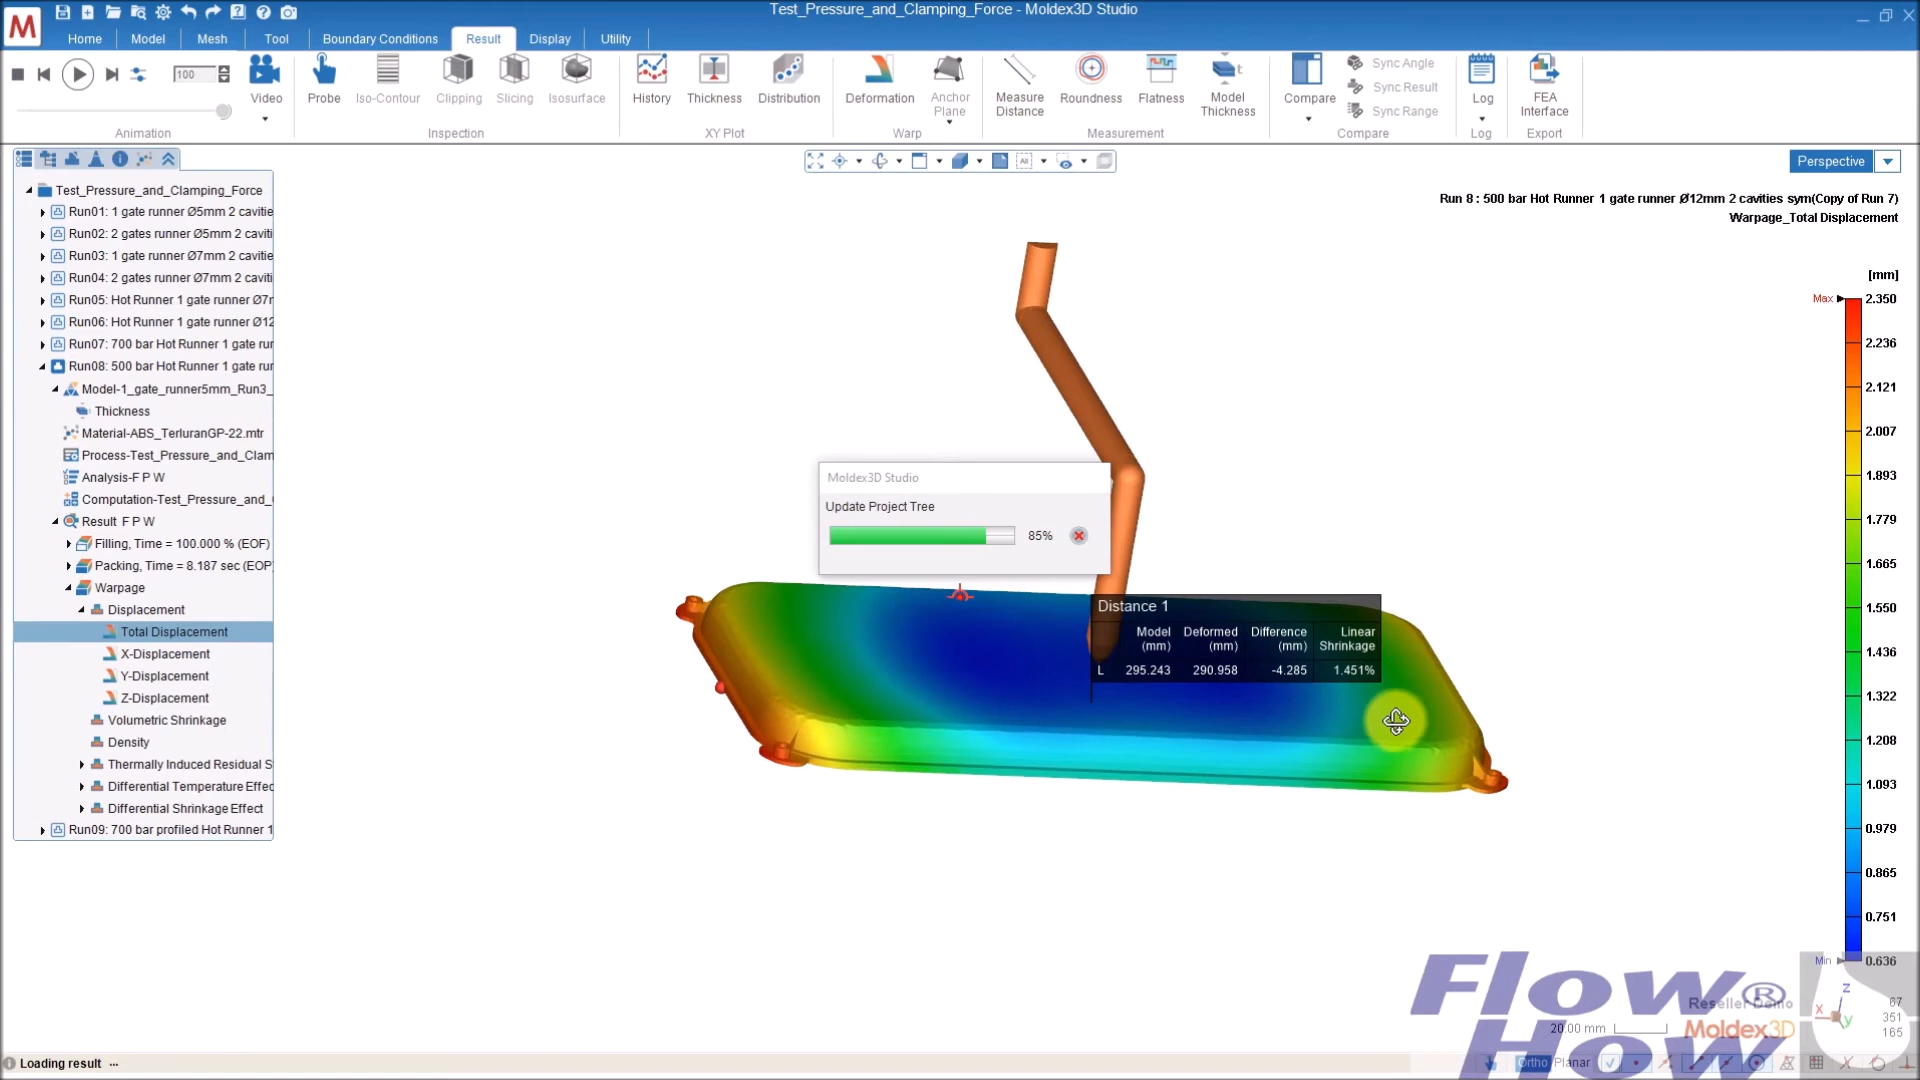 Test_Pressure_and_Clamping_Force - Moldex3D Studio
Home Model Mesh Tool Boundary Conditions Result Display Utility
100
Video Probe Iso-Contour Clipping Slicing Isosurface History Thickness Distribution Deformation Anchor Plane Measure Distance Roundness Flatness Model Thickness Compare Sync Angle Sync Result Sync Range Log FEA Interface
Animation Inspection XY Plot Warp Measurement Compare Log Export
Perspective
Test_Pressure_and_Clamping_Force
Run01: 1 gate runner Ø5mm 2 cavitie
Run02: 2 gates runner Ø5mm 2 caviti
Run03: 1 gate runner Ø7mm 2 cavitie
Run04: 2 gates runner Ø7mm 2 caviti
Run05: Hot Runner 1 gate runner Ø7r
Run06: Hot Runner 1 gate runner Ø12
Run07: 700 bar Hot Runner 1 gate rur
Run08: 500 bar Hot Runner 1 gate rur
Model-1_gate_runner5mm_Run3_
Thickness
Material-ABS_TerluranGP-22.mtr
Process-Test_Pressure_and_Clam
Analysis-F P W
Computation-Test_Pressure_and_
Result F P W
Filling, Time = 100.000 % (EOF)
Packing, Time = 8.187 sec (EOP
Warpage
Displacement
Total Displacement
X-Displacement
Y-Displacement
Z-Displacement
Volumetric Shrinkage
Density
Thermally Induced Residual S
Differential Temperature Effec
Differential Shrinkage Effect
Run09: 700 bar profiled Hot Runner 1
Run 8 : 500 bar Hot Runner 1 gate runner Ø12mm 2 cavities sym(Copy of Run 7)
Warpage_Total Displacement
[mm]
Max 2.350
2.236
2.121
2.007
1.893
1.779
1.665
1.550
1.436
1.322
1.208
1.093
0.979
0.865
0.751
Min 0.636
Moldex3D Studio
Update Project Tree
85%
Distance 1
Model (mm) Deformed (mm) Difference (mm) Linear Shrinkage
L 295.243 290.958 -4.285 1.451%
Flow®
How
Reseller Demo
20.00 mm
Moldex3D
Z
X
Y
67
351
165
Loading result ...
Ortho Planar